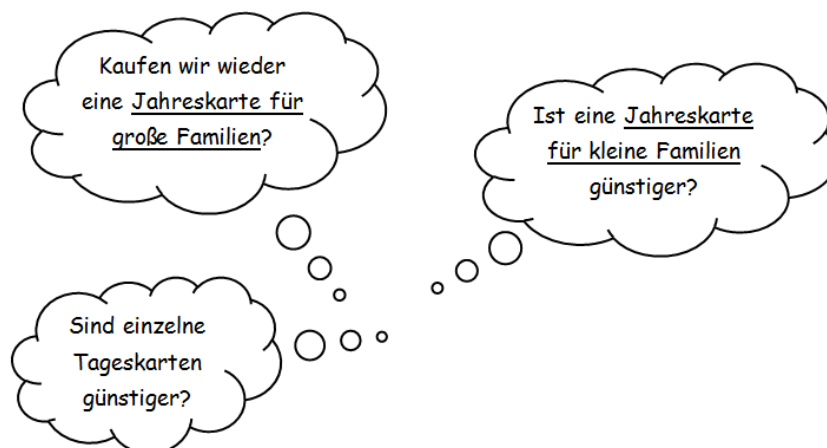 Kaufen wir wieder
eine Jahreskarte für
große Familien?
Ist eine Jahreskarte
für kleine Familien
günstiger?
Sind einzelne
Tageskarten
günstiger?